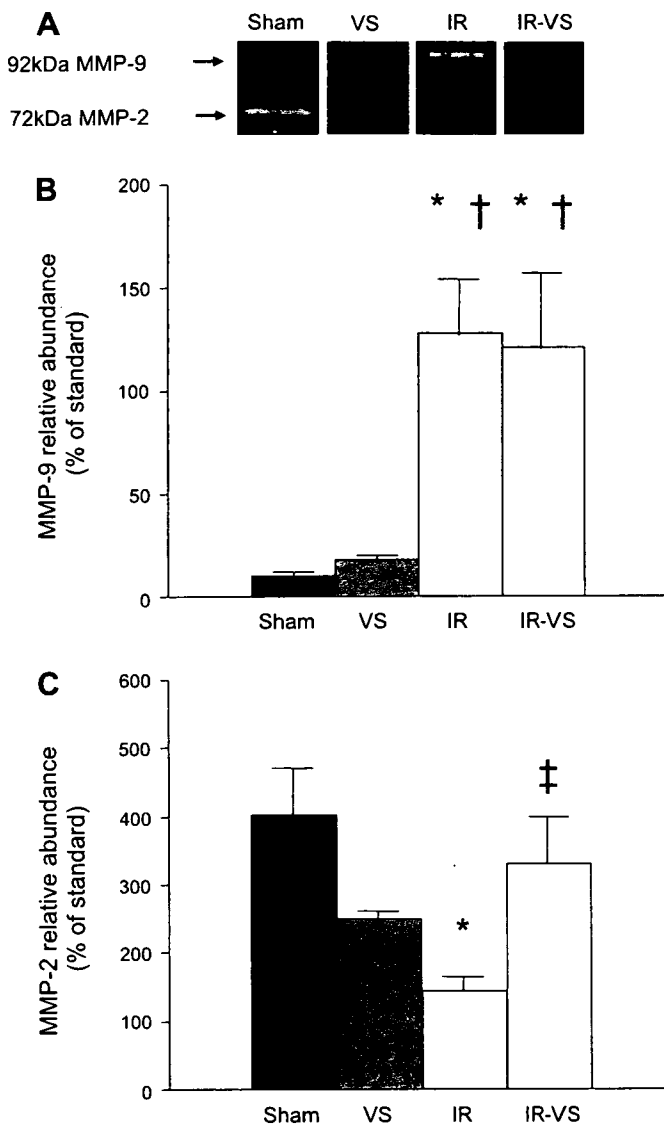 A
Sham VS IR IR-VS
92kDa MMP-9
72kDa MMP-2
B
MMP-9 relative abundance
(% of standard)
200
150
100
50
0
* † * †
Sham VS IR IR-VS
C
MMP-2 relative abundance
(% of standard)
600
500
400
300
200
100
0
‡
*
Sham VS IR IR-VS